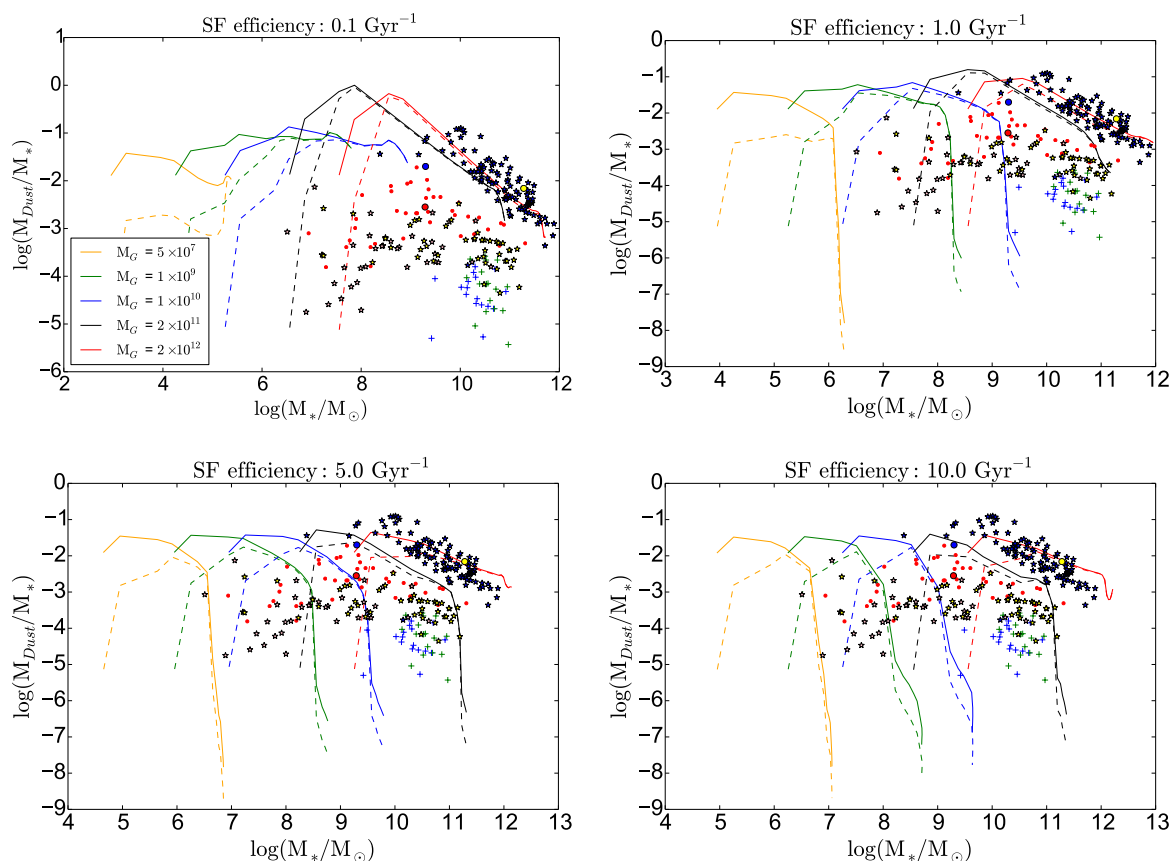 SF efficiency: 0.1 Gyr⁻¹
1
0
−1
−2
−3
−4
−5
−6
log(M_Dust/M_*)
M_G = 5×10⁷
M_G = 1×10⁹
M_G = 1×10¹⁰
M_G = 2×10¹¹
M_G = 2×10¹²
2 4 6 8 10 12
log(M_*/M_⊙)
SF efficiency: 1.0 Gyr⁻¹
0
−1
−2
−3
−4
−5
−6
−7
−8
−9
log(M_Dust/M_*)
3 4 5 6 7 8 9 10 11 12
log(M_*/M_⊙)
SF efficiency: 5.0 Gyr⁻¹
0
−1
−2
−3
−4
−5
−6
−7
−8
−9
log(M_Dust/M_*)
4 5 6 7 8 9 10 11 12 13
log(M_*/M_⊙)
SF efficiency: 10.0 Gyr⁻¹
0
−1
−2
−3
−4
−5
−6
−7
−8
−9
log(M_Dust/M_*)
4 5 6 7 8 9 10 11 12 13
log(M_*/M_⊙)